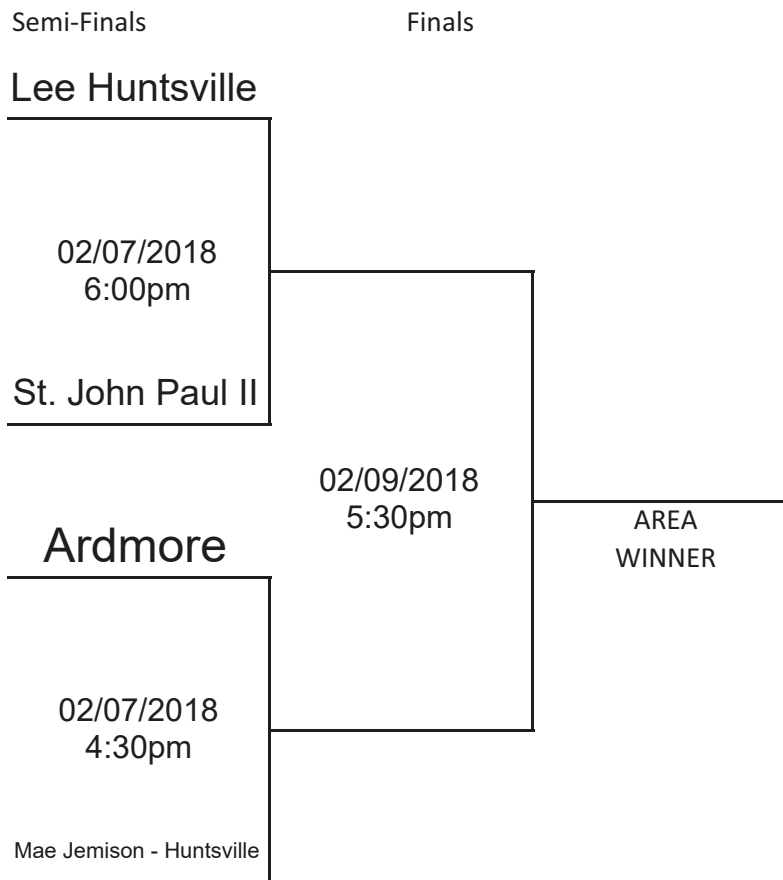 Semi-Finals
Finals
Lee Huntsville
02/07/2018
6:00pm
St. John Paul II
02/09/2018
5:30pm
AREA
WINNER
Ardmore
02/07/2018
4:30pm
Mae Jemison - Huntsville